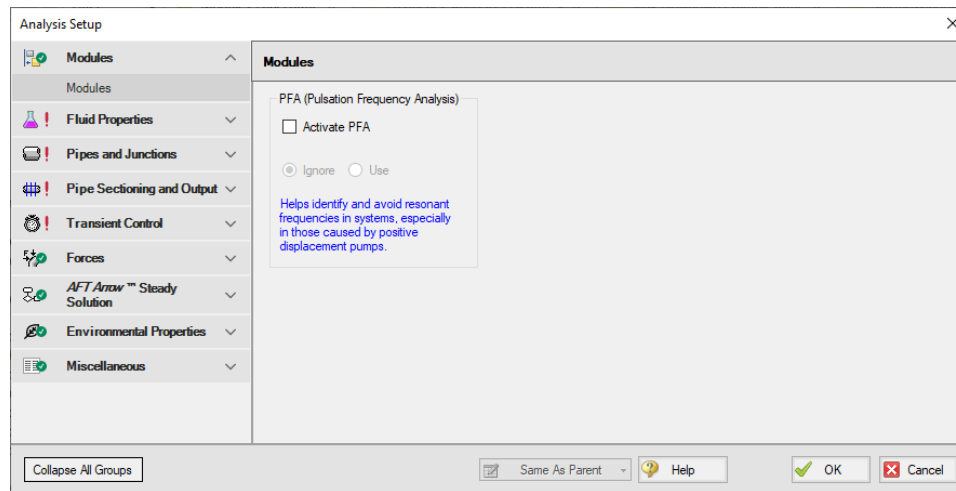 Analysis Setup
Modules
Modules
Fluid Properties
Pipes and Junctions
Pipe Sectioning and Output
Transient Control
Forces
AFT Arrow ™ Steady
Solution
Environmental Properties
Miscellaneous
Modules
PFA (Pulsation Frequency Analysis)
Activate PFA
Ignore Use
Helps identify and avoid resonant
frequencies in systems, especially
in those caused by positive
displacement pumps.
Collapse All Groups
Same As Parent
Help
OK
Cancel